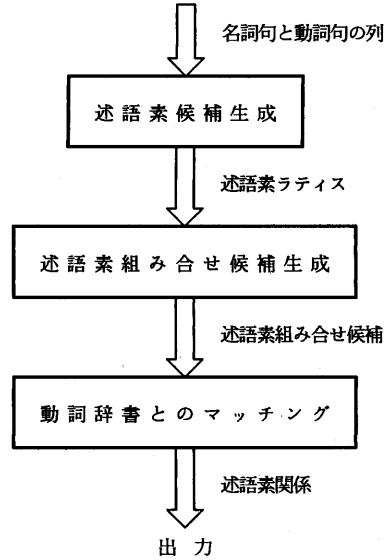 名詞句と動詞句の列
述語素候補生成
述語素ラティス
述語素組み合せ候補生成
述語素組み合せ候補
動詞辞書とのマッチング
述語素関係
出力